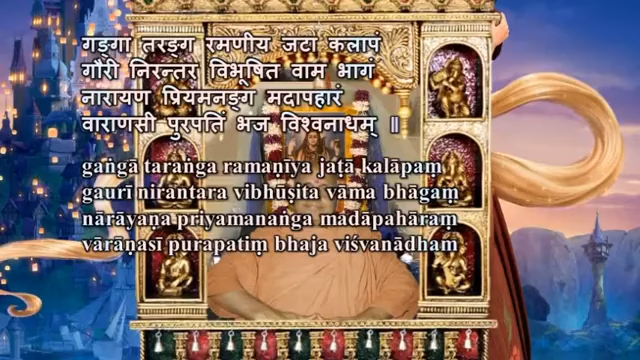 गङ्गा तरङ्ग रमणीय जटा कलापं
गौरी निरन्तर विभूषित वाम भागं
नारायण प्रियमनङ्ग मदापहारं
वाराणसी पुरपतिं भज विश्वनाधम् ॥
gaṅgā taraṅga ramaṇīya jaṭā kalāpaṃ
gaurī nirantara vibhūṣita vāma bhāgaṃ
nārāyaṇa priyamanaṅga madāpahāraṃ
vārāṇasī purapatiṃ bhaja viśvanādham